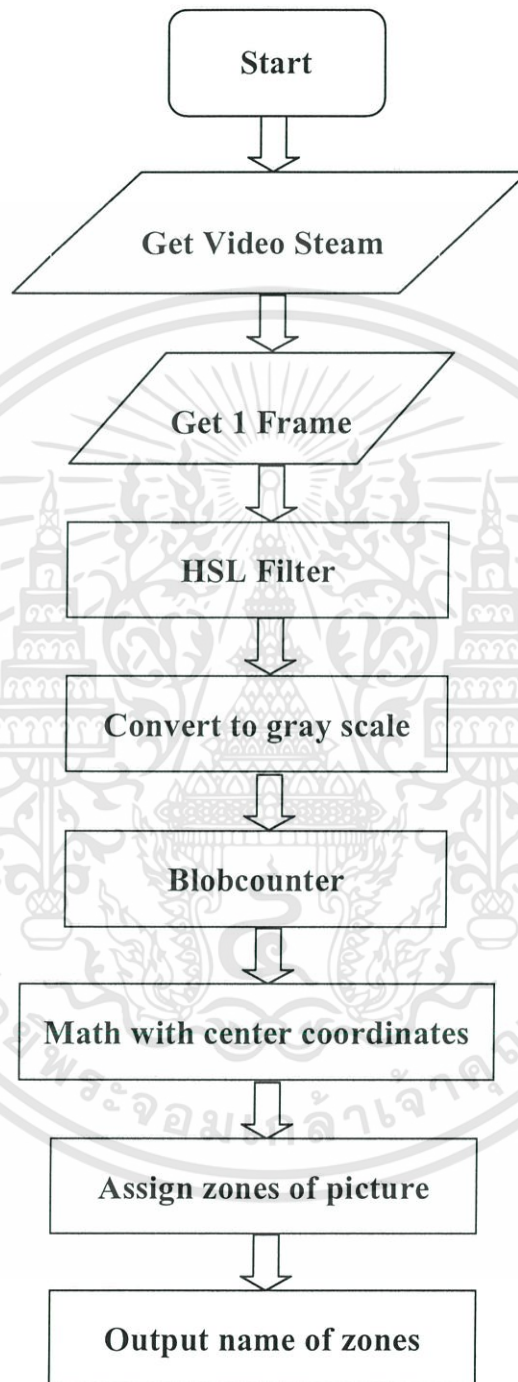 Start
Get Video Steam
Get 1 Frame
HSL Filter
Convert to gray scale
Blobcounter
Math with center coordinates
Assign zones of picture
Output name of zones